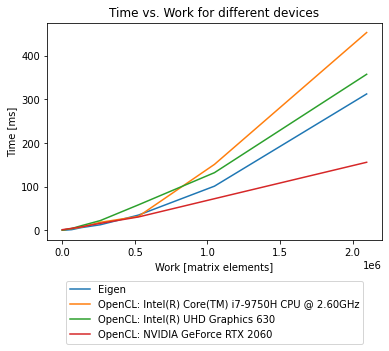 Time vs. Work for different devices
Time [ms]
400
300
200
100
0
0.0
0.5
1.0
1.5
2.0
1e6
Work [matrix elements]
Eigen
OpenCL: Intel(R) Core(TM) i7-9750H CPU @ 2.60GHz
OpenCL: Intel(R) UHD Graphics 630
OpenCL: NVIDIA GeForce RTX 2060